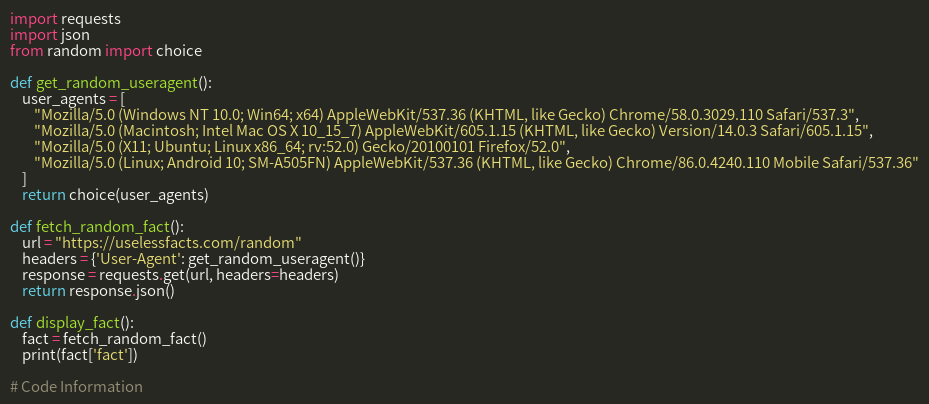 import requests
import json
from random import choice
def get_random_useragent():
user_agents = [
"Mozilla/5.0 (Windows NT 10.0; Win64; x64) AppleWebKit/537.36 (KHTML, like Gecko) Chrome/58.0.3029.110 Safari/537.3",
"Mozilla/5.0 (Macintosh; Intel Mac OS X 10_15_7) AppleWebKit/605.1.15 (KHTML, like Gecko) Version/14.0.3 Safari/605.1.15",
"Mozilla/5.0 (X11; Ubuntu; Linux x86_64; rv:52.0) Gecko/20100101 Firefox/52.0",
"Mozilla/5.0 (Linux; Android 10; SM-A505FN) AppleWebKit/537.36 (KHTML, like Gecko) Chrome/86.0.4240.110 Mobile Safari/537.36"
]
return choice(user_agents)
def fetch_random_fact():
url = "https://uselessfacts.com/random"
headers = {'User-Agent': get_random_useragent()}
response = requests.get(url, headers=headers)
return response.json()
def display_fact():
fact = fetch_random_fact()
print(fact['fact'])
# Code Information